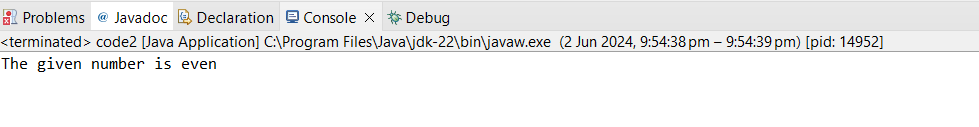 Problems @ Javadoc Declaration Console Debug
<terminated> code2 [Java Application] C:\Program Files\Java\jdk-22\bin\javaw.exe (2 Jun 2024, 9:54:38 pm – 9:54:39 pm) [pid: 14952]
The given number is even